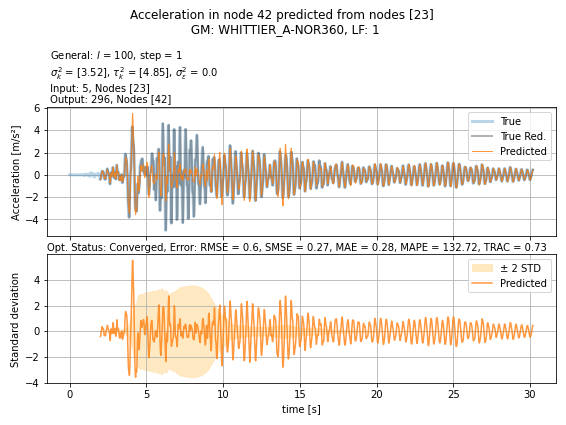 Acceleration in node 42 predicted from nodes [23]
GM: WHITTIER_A-NOR360, LF: 1
General: l = 100, step = 1
σ²ₖ = [3.52], τ²ₖ = [4.85], σ²ε = 0.0
Input: 5, Nodes [23]
Output: 296, Nodes [42]
Acceleration [m/s²]
6
4
2
0
−2
−4
True
True Red.
Predicted
Opt. Status: Converged, Error: RMSE = 0.6, SMSE = 0.27, MAE = 0.28, MAPE = 132.72, TRAC = 0.73
Standard deviation
4
2
0
−2
−4
± 2 STD
Predicted
0 5 10 15 20 25 30
time [s]